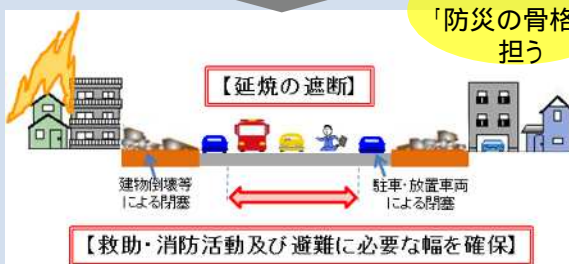 「防災の骨格
担う
【延焼の遮断】
建物倒壊等
による閉塞
駐車・放置車両
による閉塞
【救助・消防活動及び避難に必要な幅を確保】